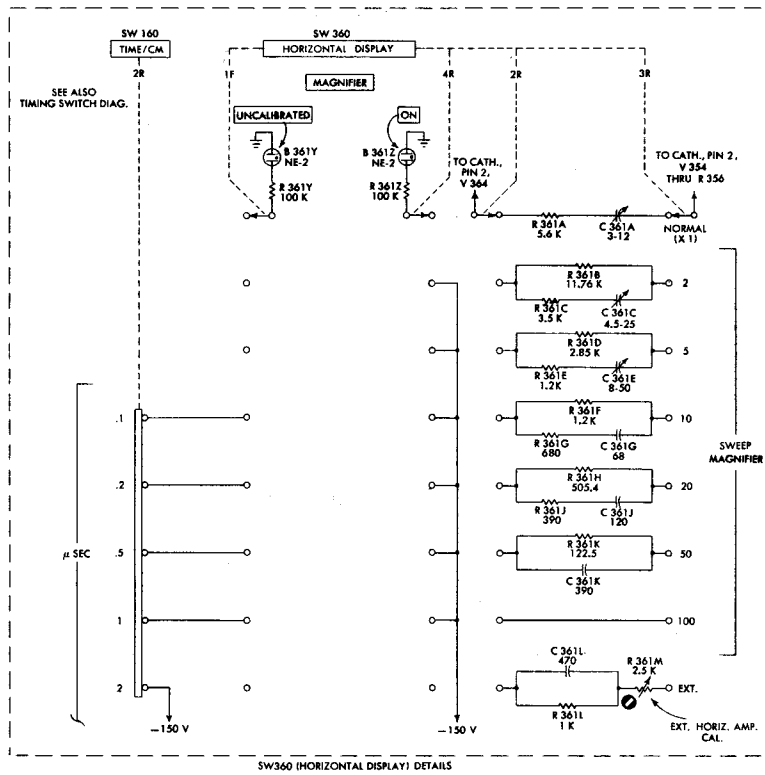 SW 160
TIME/CM
SW 360
HORIZONTAL DISPLAY
2R
1F
4R
2R
3R
SEE ALSO
TIMING SWITCH DIAG.
MAGNIFIER
UNCALIBRATED
ON
B 361Y
NE-2
B 361Z
NE-2
R 361Y
100 K
R 361Z
100 K
TO CATH.,
PIN 2,
V 364
TO CATH., PIN 2,
V 354
THRU R 356
R 361A
5.6 K
C 361A
3-12
NORMAL
(X 1)
R 361B
11.76 K
R 361C
3.5 K
C 361C
4.5-25
2
R 361D
2.85 K
R 361E
1.2K
C 361E
8-50
5
.1
R 361F
1.2 K
R 361G
680
C 361G
68
10
SWEEP
MAGNIFIER
.2
R 361H
505.4
R 361J
390
C 361J
120
20
μ SEC
.5
R 361K
122.5
C 361K
390
50
1
100
2
C 361L
470
R 361M
2.5 K
R 361L
1 K
EXT.
−150 V
−150 V
EXT. HORIZ. AMP.
CAL.
SW360 (HORIZONTAL DISPLAY) DETAILS